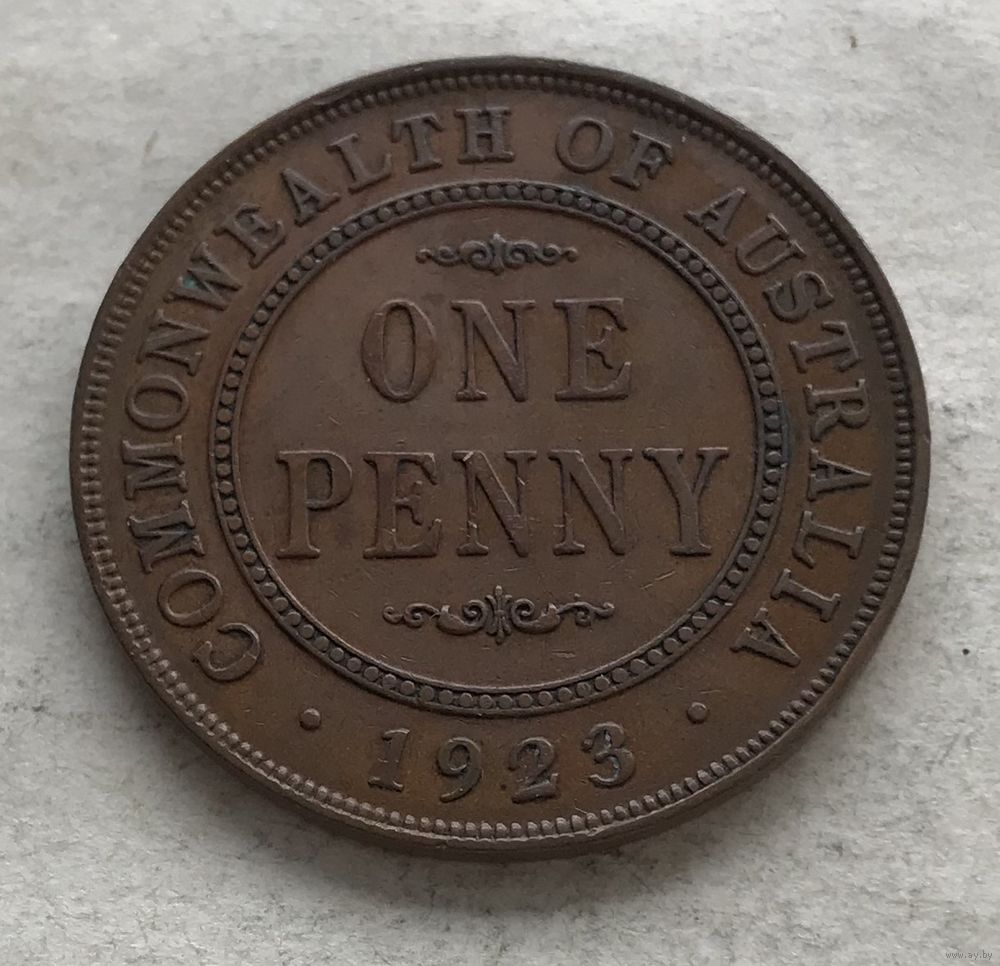 COMMONWEALTH OF AUSTRALIA
ONE
PENNY
· 1923 ·
www.ay.by